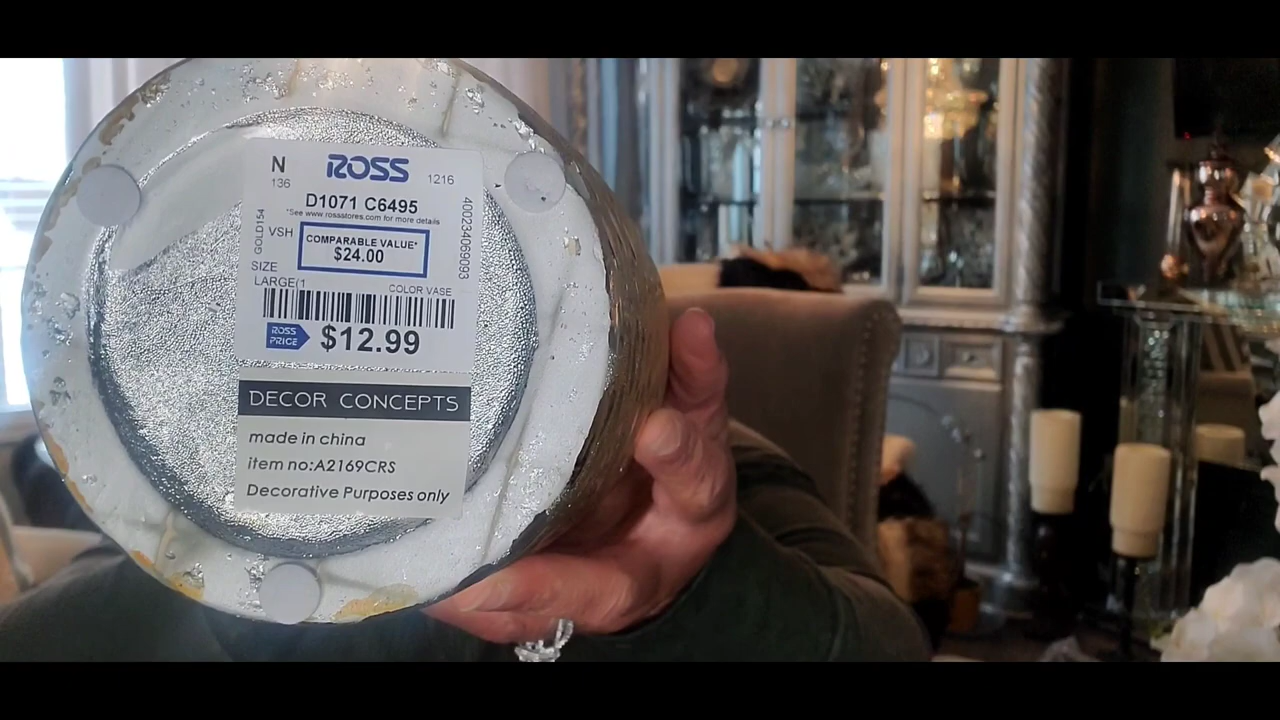 N ROSS 1216
136
D1071 C6495
*See www.rossstores.com for more details
GOLD154
VSH
COMPARABLE VALUE*
$24.00
400234069093
SIZE
LARGE(1 COLOR VASE
ROSS PRICE $12.99
DECOR CONCEPTS
made in china
item no:A2169CRS
Decorative Purposes only